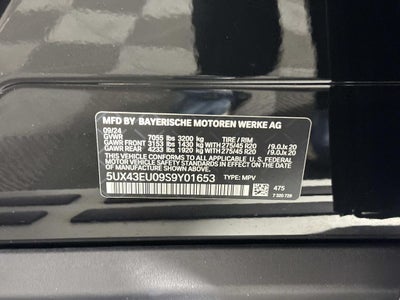 MFD BY BAYERISCHE MOTOREN WERKE AG
09/24
GVWR 7055 lbs 3200 kg TIRE / RIM
GAWR FRONT 3153 lbs 1430 kg WITH 275/45 R20 / 9.0Jx 20
GAWR REAR 4233 lbs 1920 kg WITH 275/45 R20 / 9.0Jx 20
THIS VEHICLE CONFORMS TO ALL APPLICABLE U.S. FEDERAL MOTOR
VEHICLE SAFETY STANDARDS IN EFFECT ON THE DATE
OF MANUFACTURE SHOWN ABOVE.
5UX43EU09S9Y01653 TYPE: MPV
475